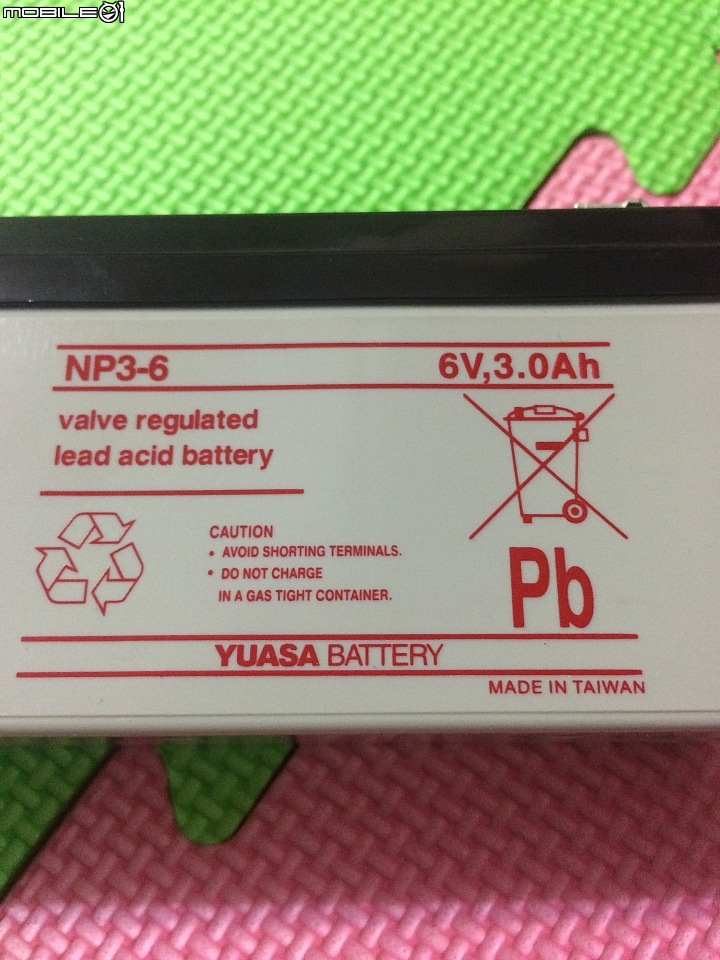 MOBILE01
NP3-6 6V,3.0Ah
valve regulated
lead acid battery
CAUTION
• AVOID SHORTING TERMINALS.
• DO NOT CHARGE
IN A GAS TIGHT CONTAINER.
Pb
YUASA BATTERY
MADE IN TAIWAN